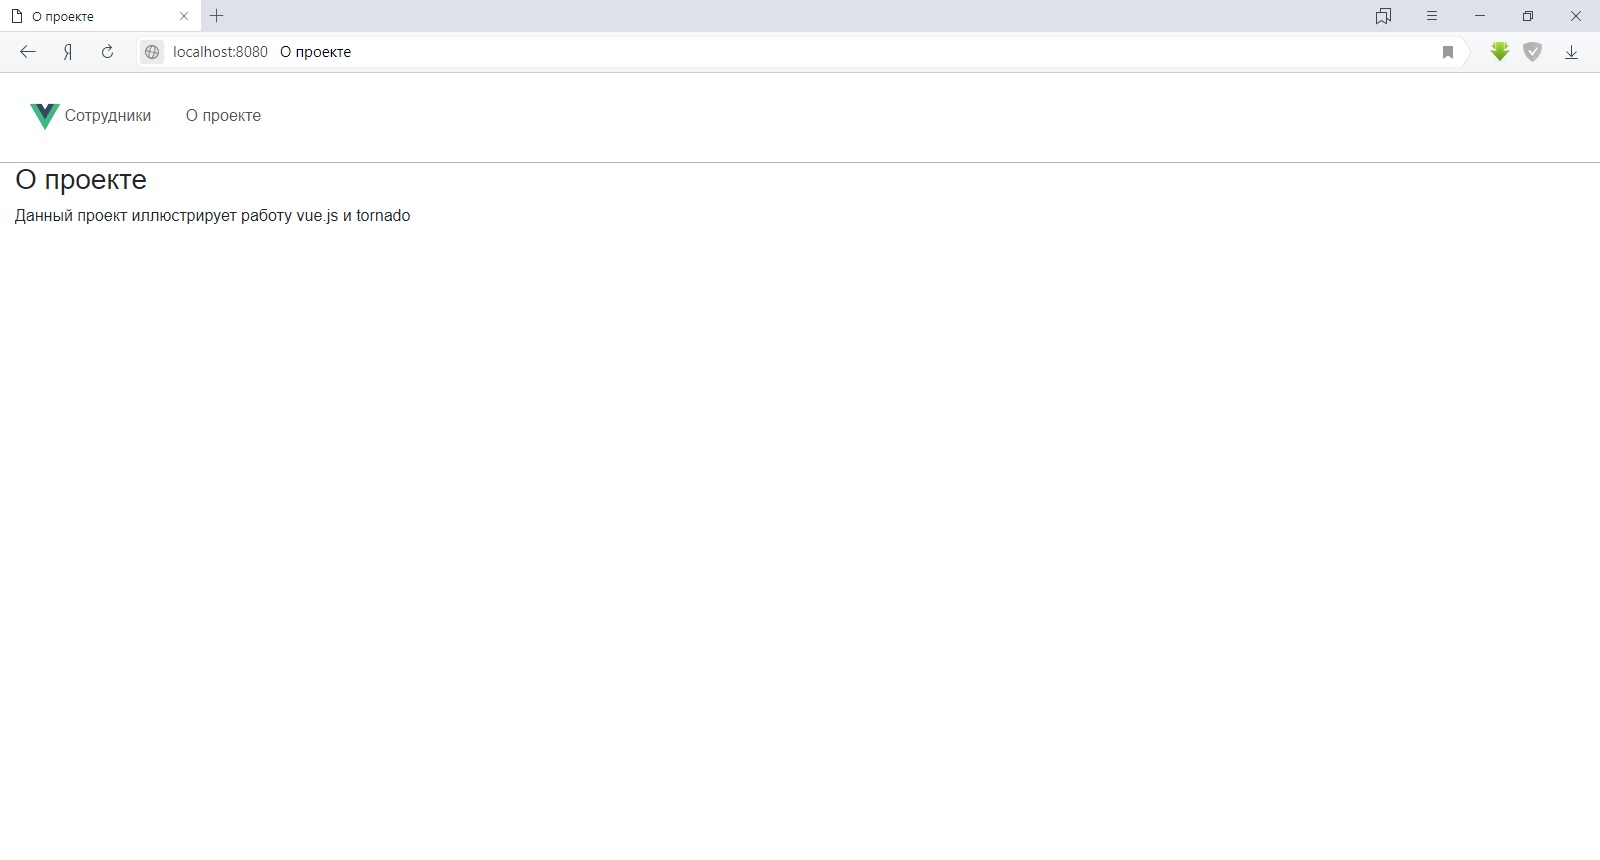 О проекте
Я
localhost:8080 О проекте
Сотрудники О проекте
О проекте
Данный проект иллюстрирует работу vue.js и tornado